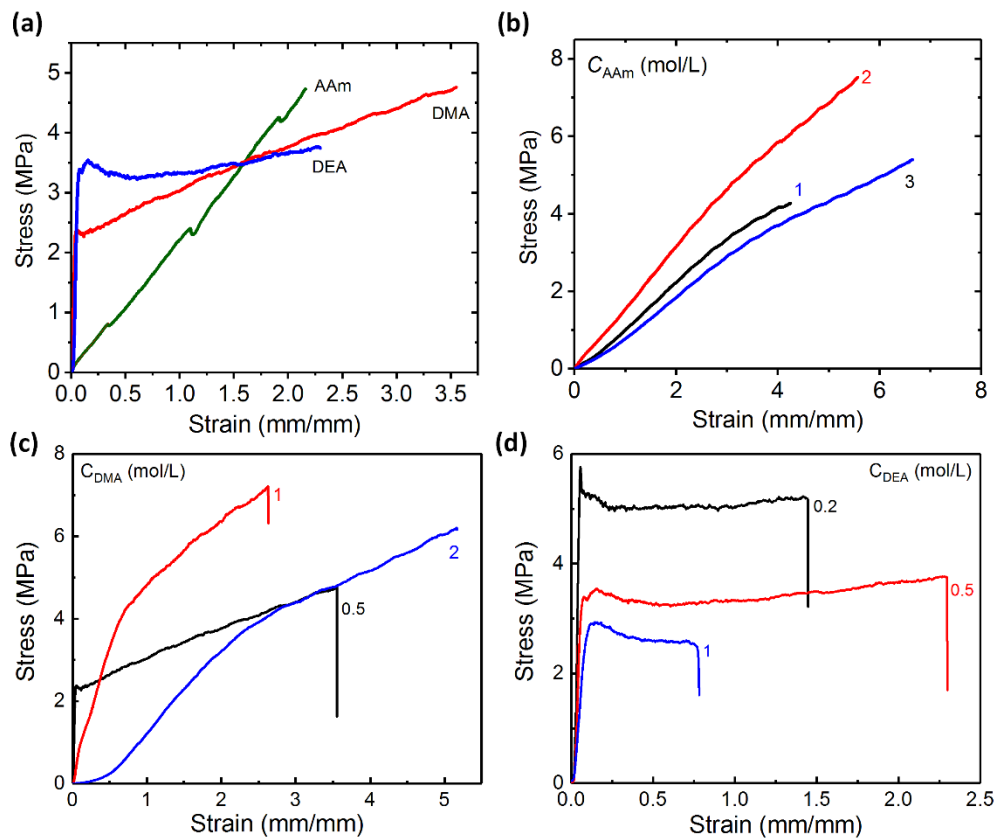 (a)
5
4
3
2
1
0
Stress (MPa)
AAm
DMA
DEA
0.0 0.5 1.0 1.5 2.0 2.5 3.0 3.5
Strain (mm/mm)
(b)
C_AAm (mol/L)
8
6
4
2
0
Stress (MPa)
2
1
3
0 2 4 6 8
Strain (mm/mm)
(c)
C_DMA (mol/L)
8
6
4
2
0
Stress (MPa)
1
2
0.5
0 1 2 3 4 5
Strain (mm/mm)
(d)
C_DEA (mol/L)
6
4
2
0
Stress (MPa)
0.2
0.5
1
0.0 0.5 1.0 1.5 2.0 2.5
Strain (mm/mm)